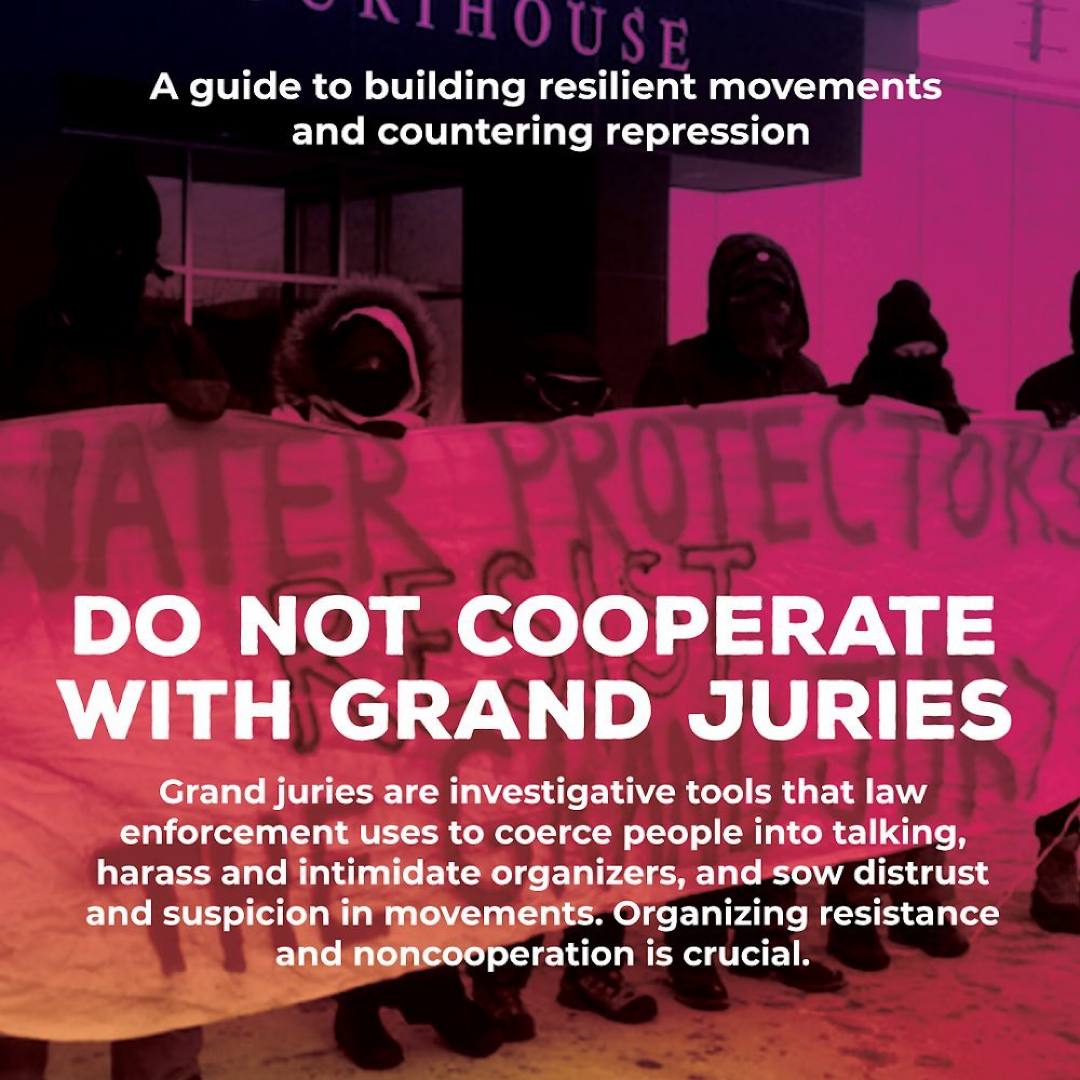 OURTHOUSE
A guide to building resilient movements
and countering repression
WATER PROTECTORS
RESIST
DO NOT COOPERATE
WITH GRAND JURIES
Grand juries are investigative tools that law
enforcement uses to coerce people into talking,
harass and intimidate organizers, and sow distrust
and suspicion in movements. Organizing resistance
and noncooperation is crucial.